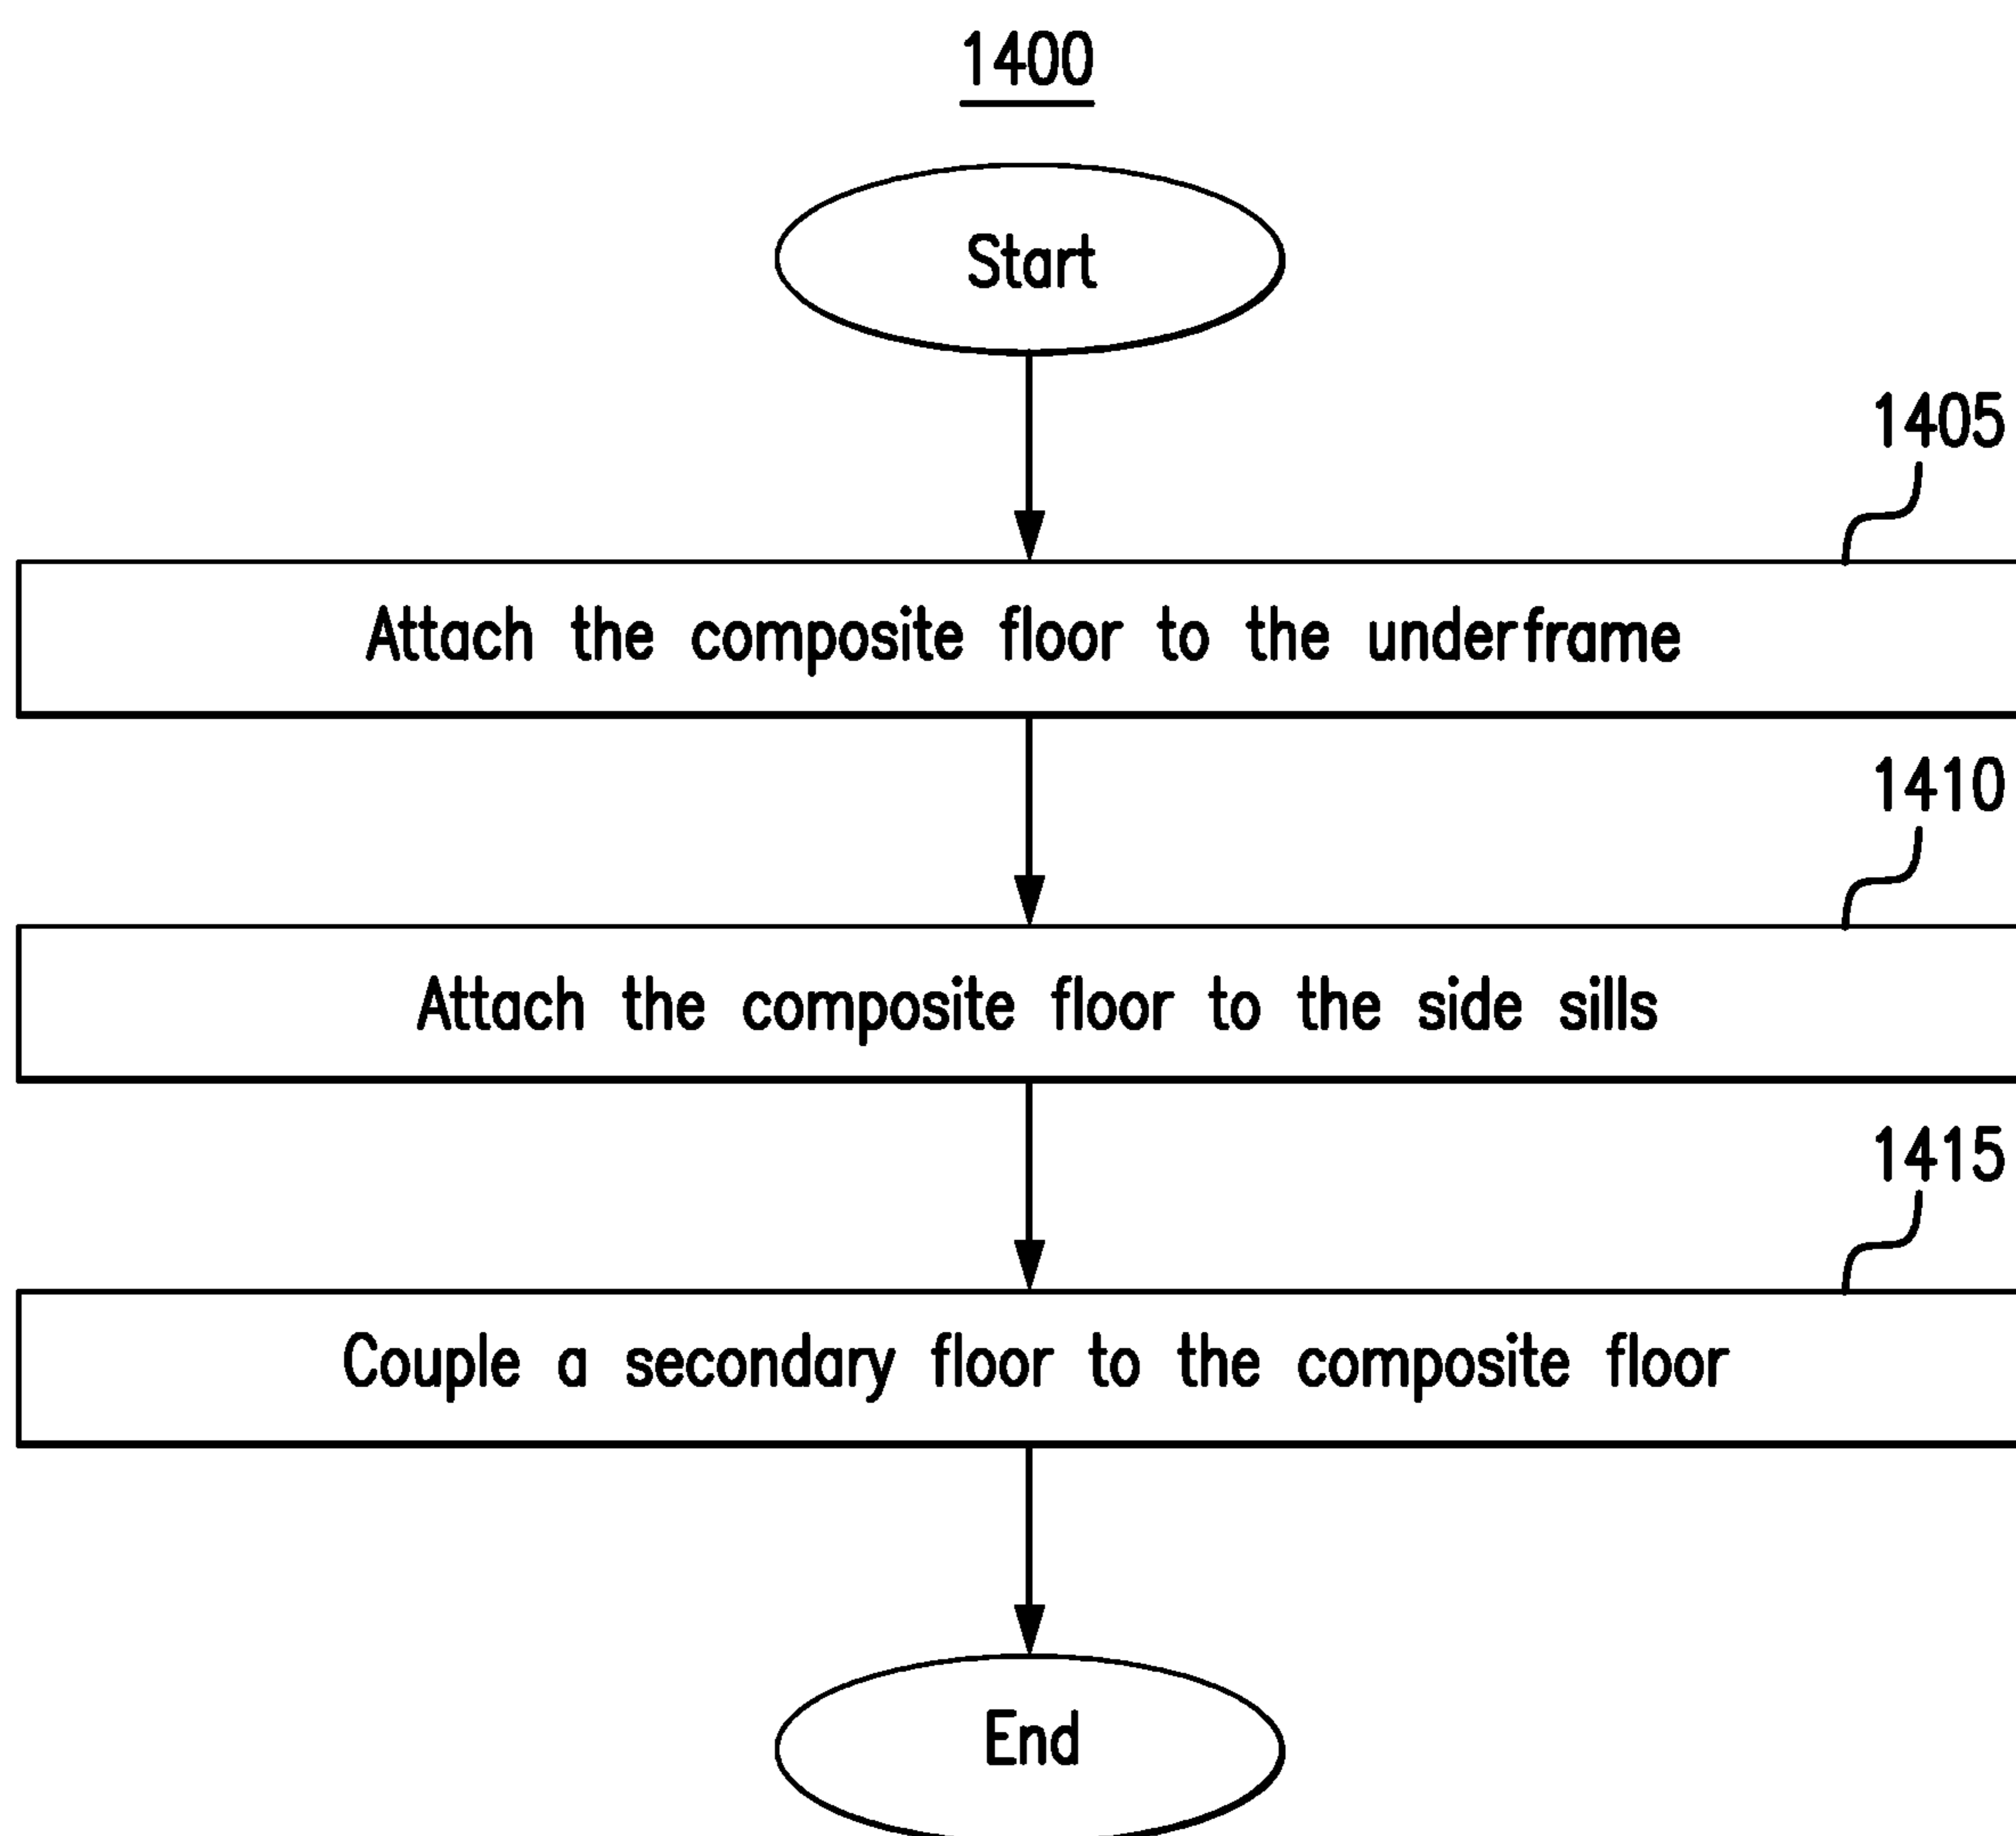 1400
Start
1405
Attach the composite floor to the underframe
1410
Attach the composite floor to the side sills
1415
Couple a secondary floor to the composite floor
End